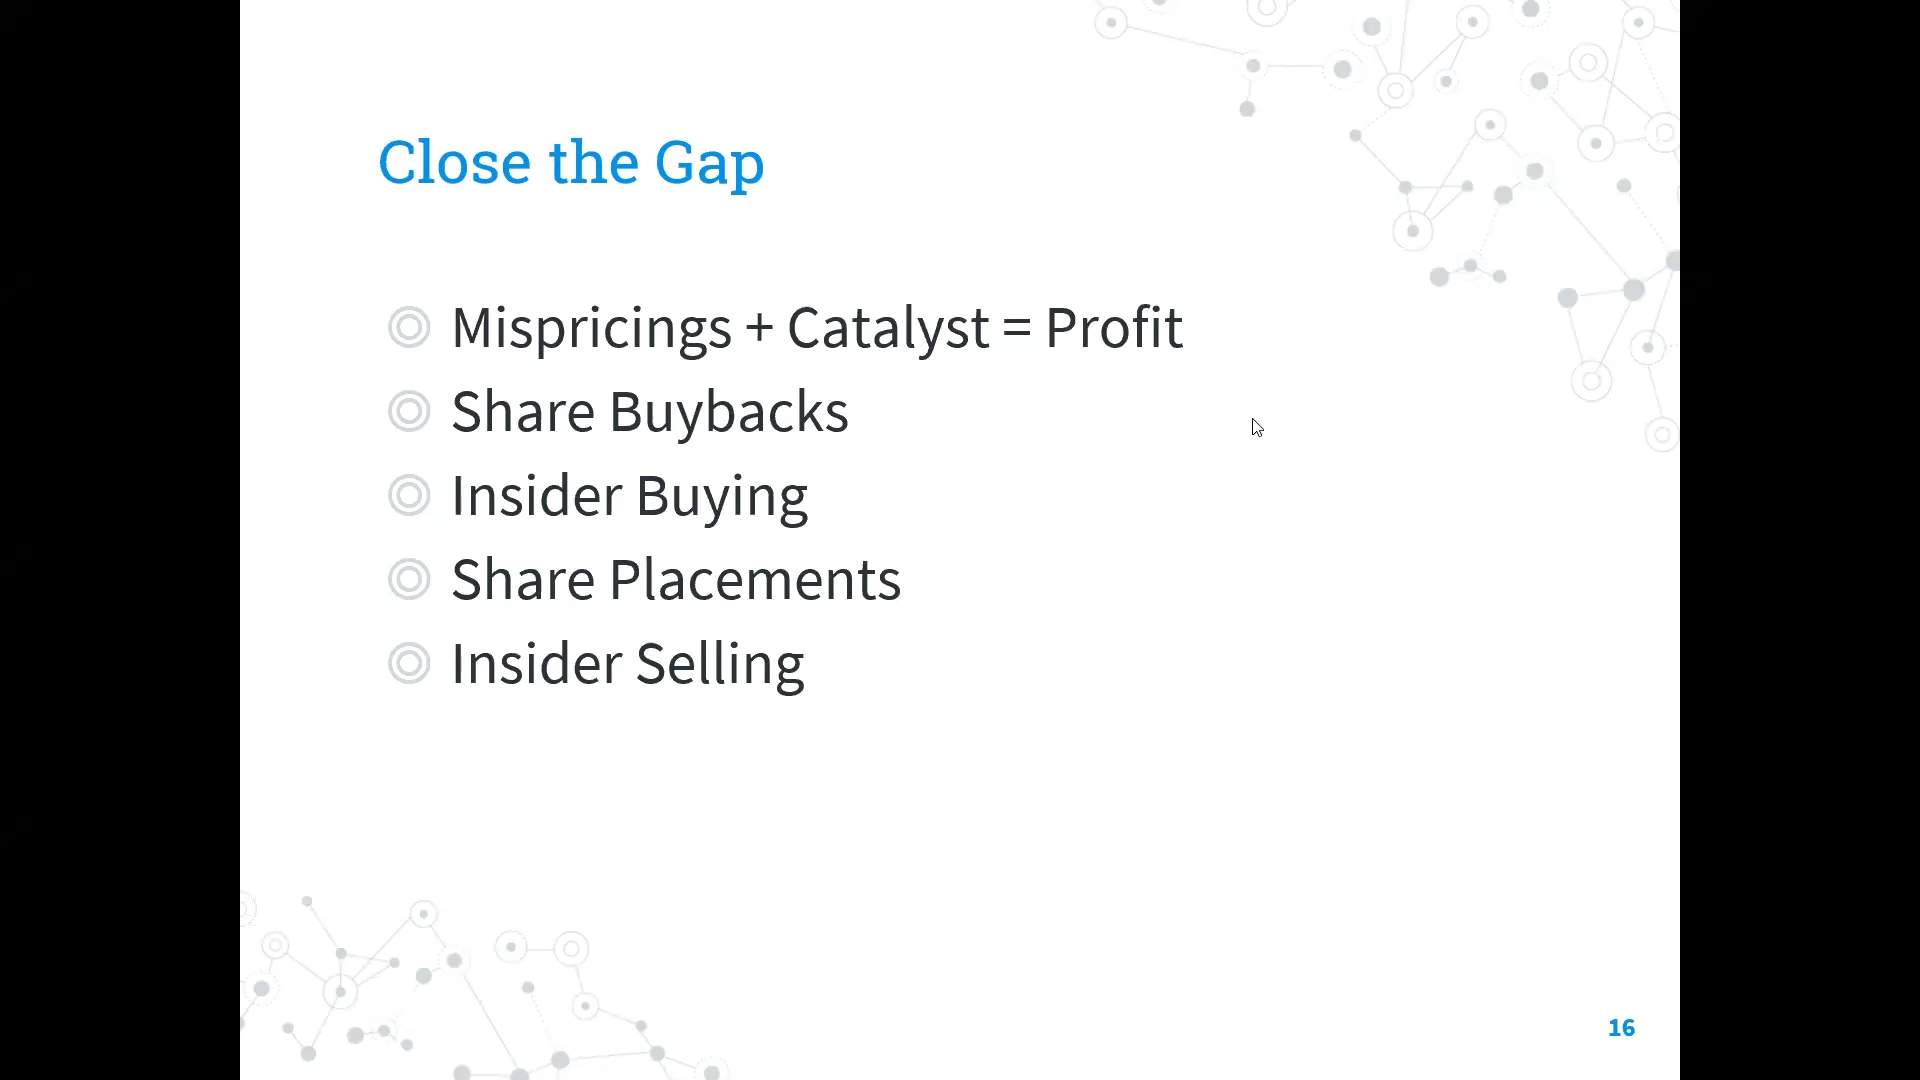 Close the Gap
Mispricings + Catalyst = Profit
Share Buybacks
Insider Buying
Share Placements
Insider Selling
16